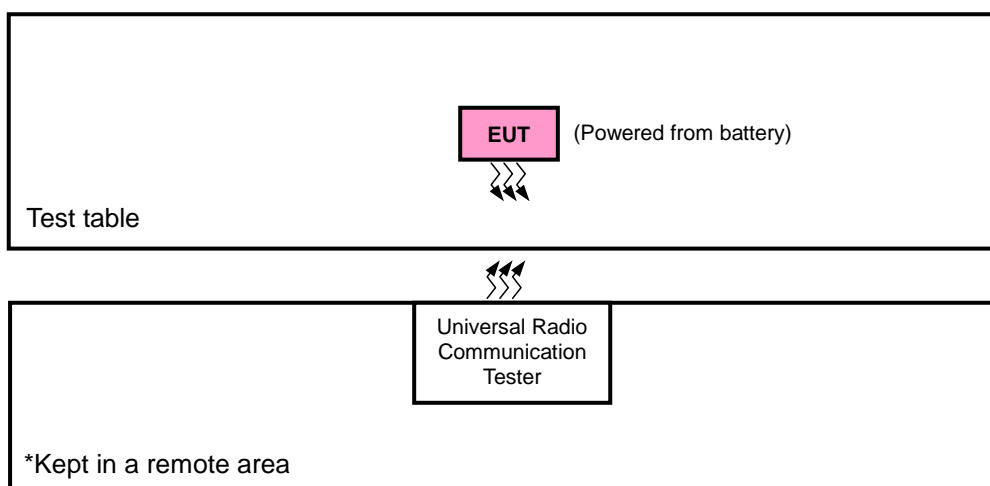 EUT
(Powered from battery)
Test table
Universal Radio
Communication
Tester
*Kept in a remote area